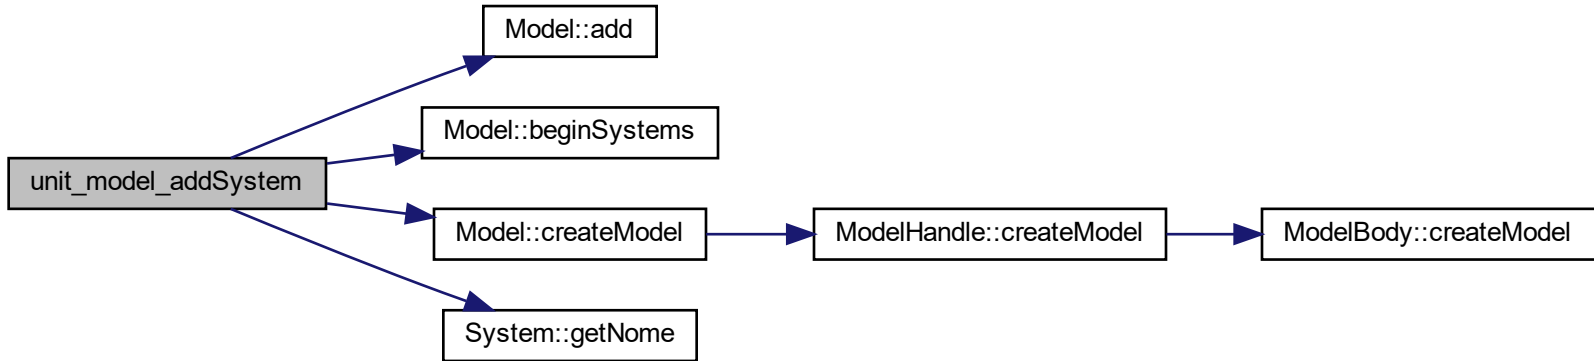 Model::add
Model::beginSystems
unit_model_addSystem
Model::createModel
ModelHandle::createModel
ModelBody::createModel
System::getNome